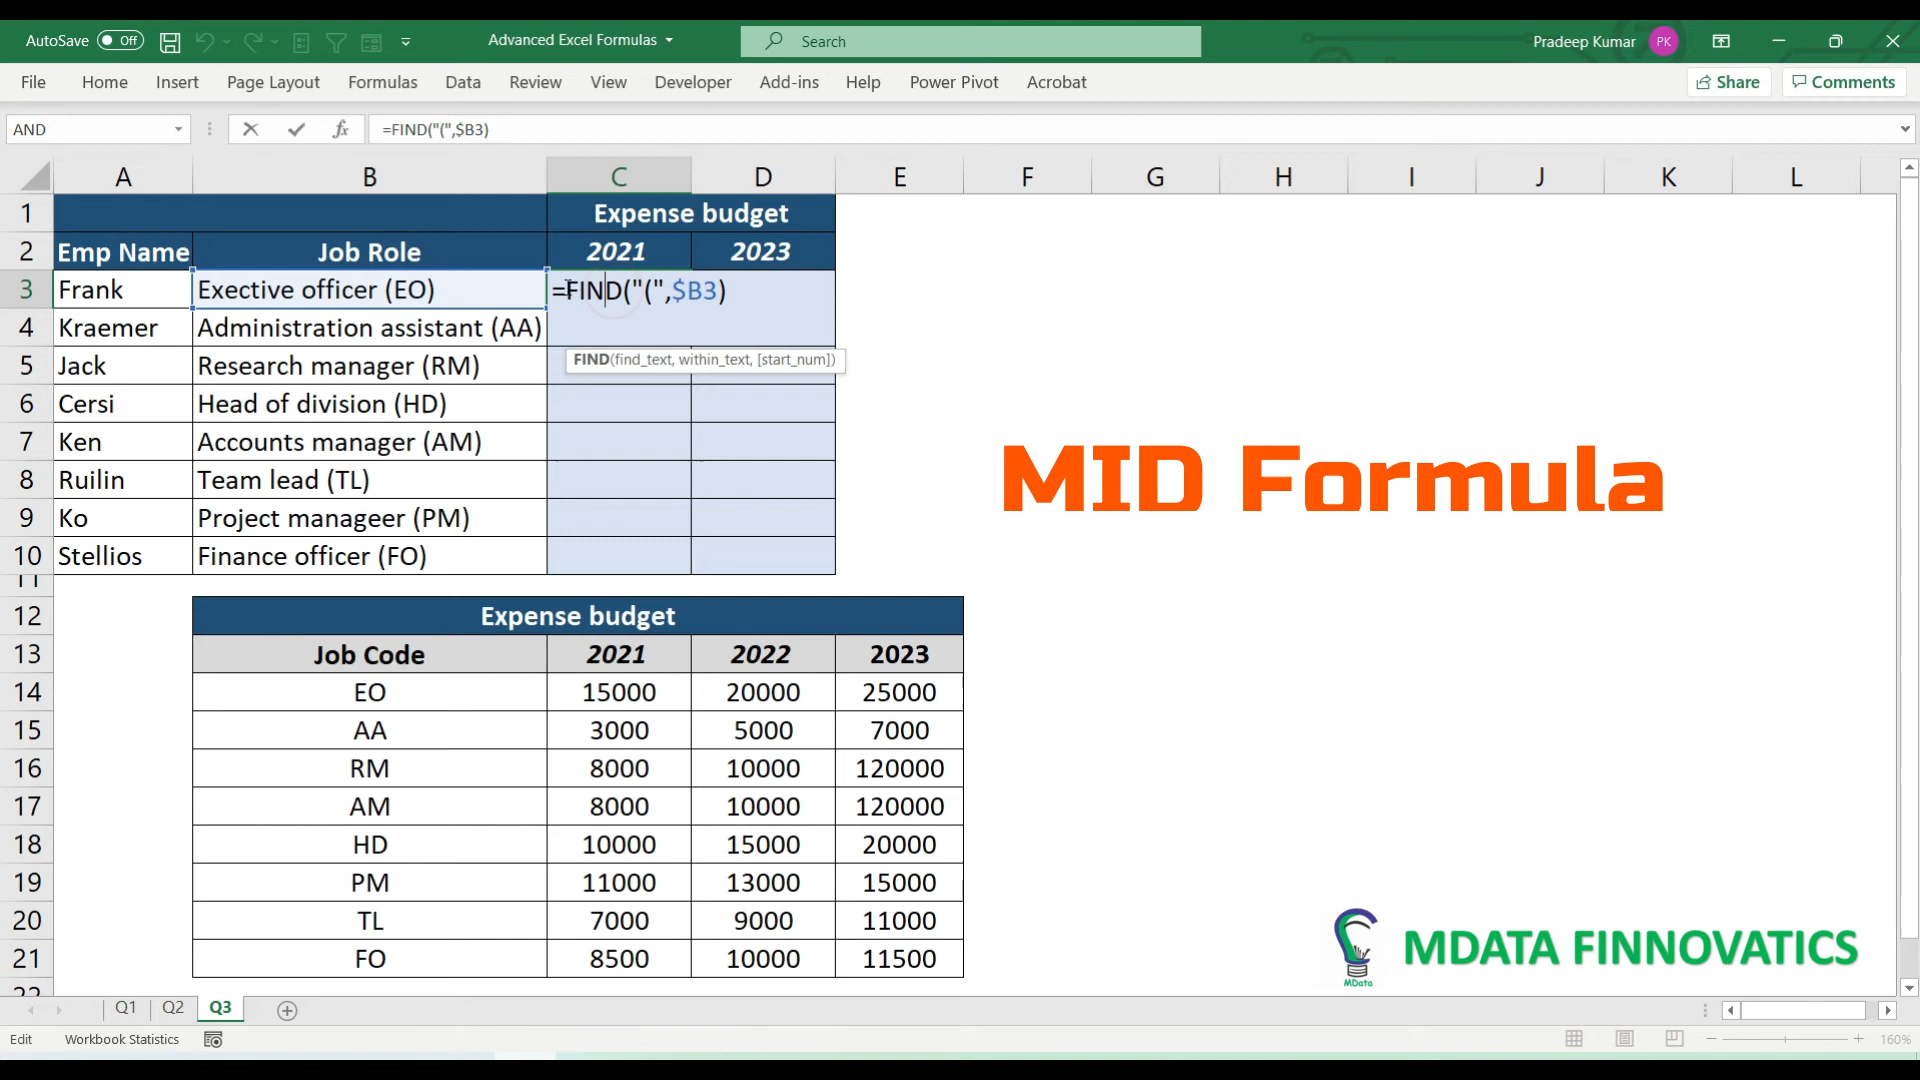 AutoSave Off Advanced Excel Formulas Search Pradeep Kumar PK
File Home Insert Page Layout Formulas Data Review View Developer Add-ins Help Power Pivot Acrobat Share Comments
AND fx =FIND("(",$B3)
A B C D E F G H I J K L
1 Expense budget
2 Emp Name Job Role 2021 2023
3 Frank Exective officer (EO) =FIND("(",$B3)
4 Kraemer Administration assistant (AA)
FIND(find_text, within_text, [start_num])
5 Jack Research manager (RM)
6 Cersi Head of division (HD)
7 Ken Accounts manager (AM)
8 Ruilin Team lead (TL)
9 Ko Project manageer (PM)
10 Stellios Finance officer (FO)
MID Formula
11
12 Expense budget
13 Job Code 2021 2022 2023
14 EO 15000 20000 25000
15 AA 3000 5000 7000
16 RM 8000 10000 120000
17 AM 8000 10000 120000
18 HD 10000 15000 20000
19 PM 11000 13000 15000
20 TL 7000 9000 11000
21 FO 8500 10000 11500
22
MData
MDATA FINNOVATICS
Q1 Q2 Q3
Edit Workbook Statistics 160%